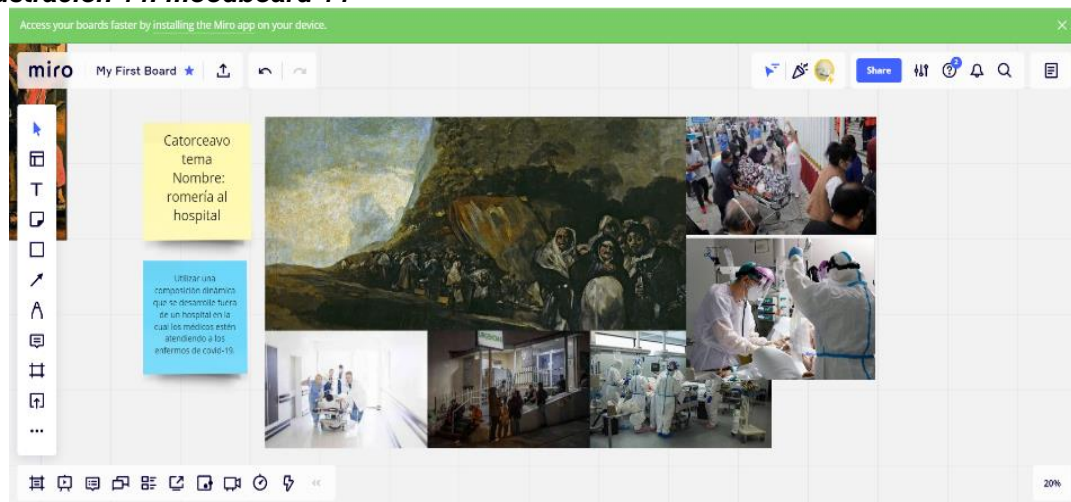 Access your boards faster by installing the Miro app on your device.
miro
My First Board
Share
2
Catorceavo
tema
Nombre:
romería al
hospital
Utilizar una
composición dinámica
que se desarrolle fuera
de un hospital en la
cual los médicos estén
atendiendo a los
enfermos de covid-19.
20%